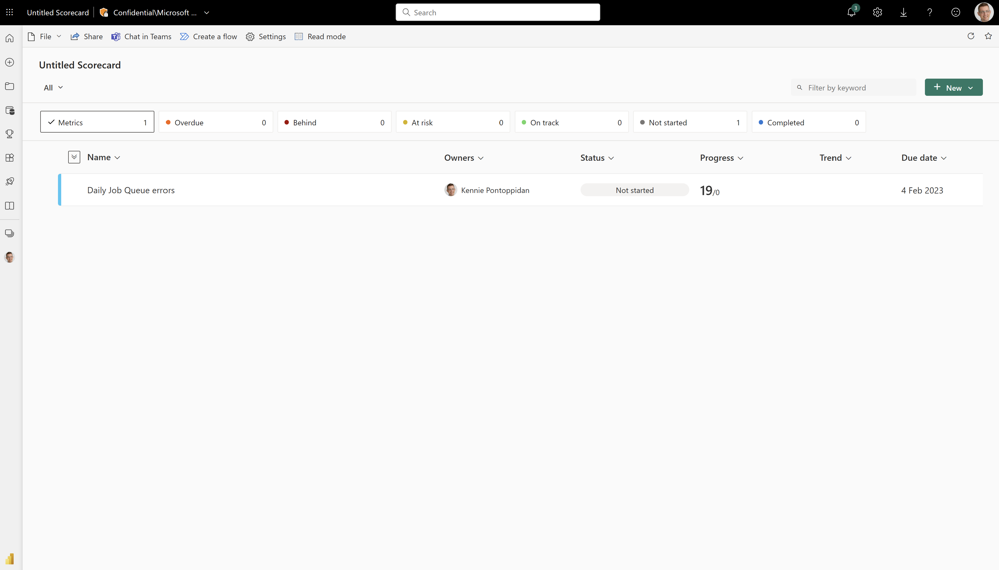 Untitled Scorecard Confidential\Microsoft ... Search 3
File Share Chat in Teams Create a flow Settings Read mode
Untitled Scorecard
All Filter by keyword New
Metrics 1 Overdue 0 Behind 0 At risk 0 On track 0 Not started 1 Completed 0
Name Owners Status Progress Trend Due date
Daily Job Queue errors Kennie Pontoppidan Not started 19/0 4 Feb 2023